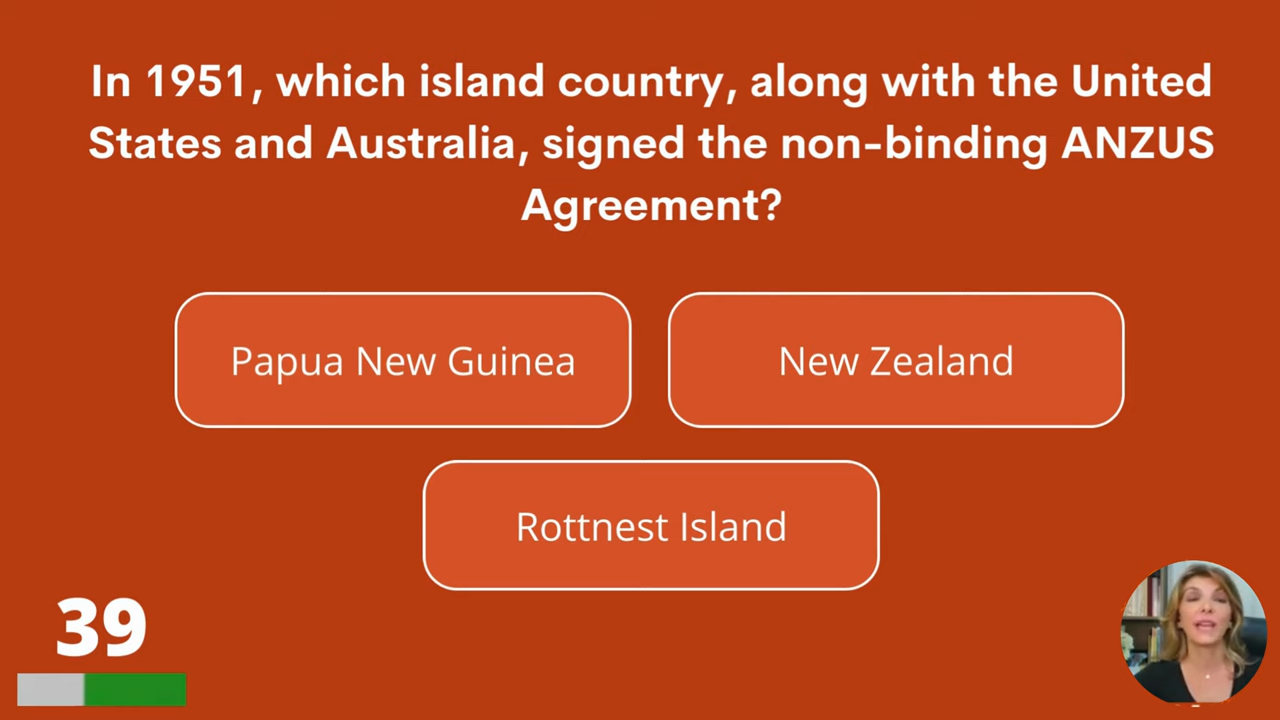 In 1951, which island country, along with the United
States and Australia, signed the non-binding ANZUS
Agreement?
Papua New Guinea
New Zealand
Rottnest Island
39